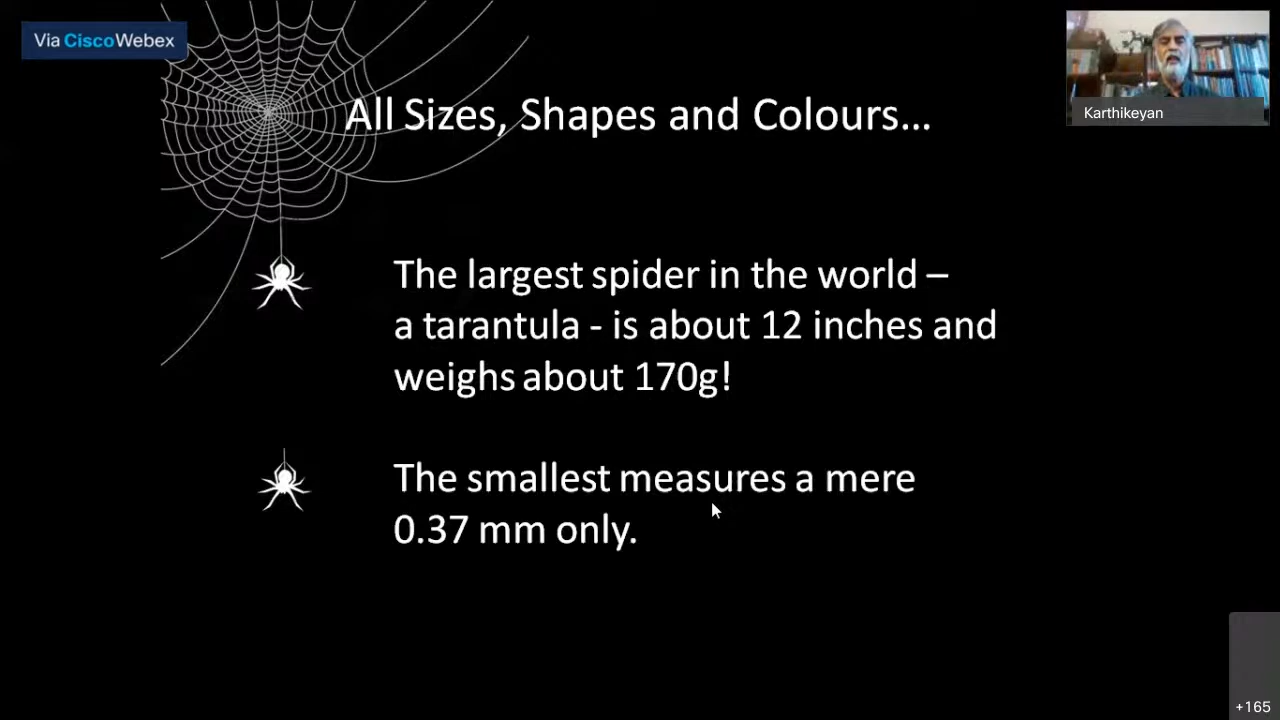 Via CiscoWebex
Karthikeyan
All Sizes, Shapes and Colours...
The largest spider in the world –
a tarantula - is about 12 inches and
weighs about 170g!
The smallest measures a mere
0.37 mm only.
+165